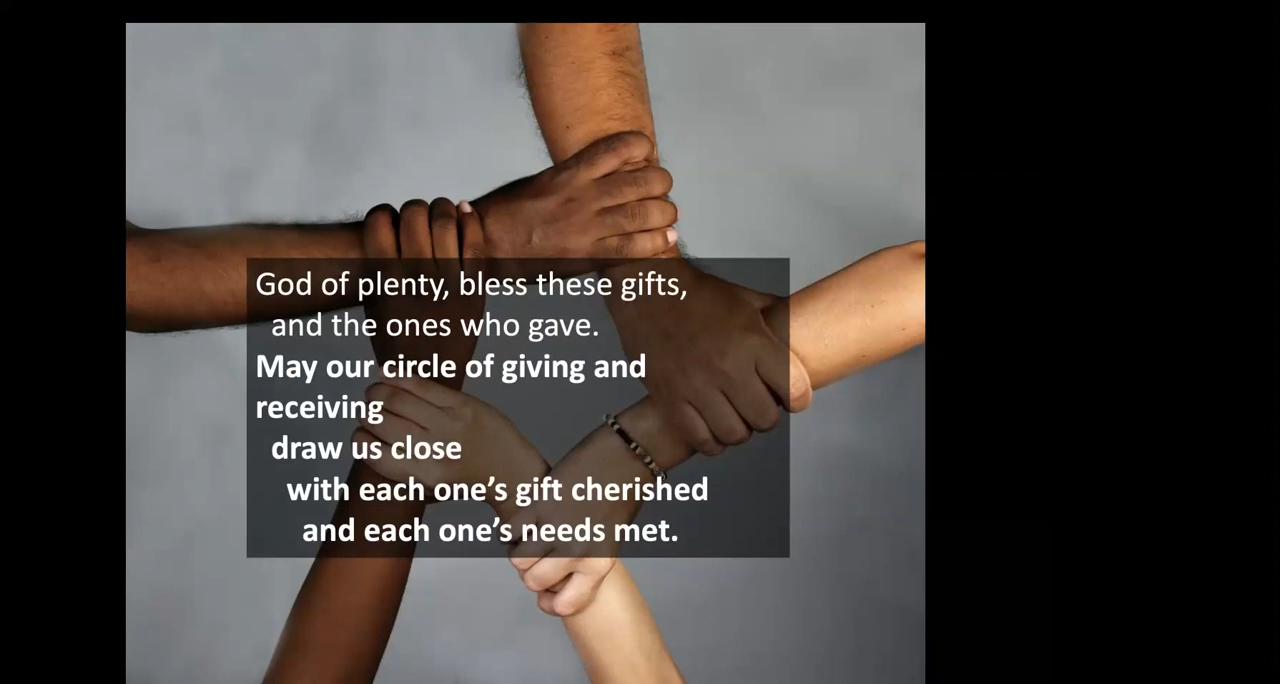 God of plenty, bless these gifts,
and the ones who gave.
May our circle of giving and
receiving
draw us close
with each one’s gift cherished
and each one’s needs met.